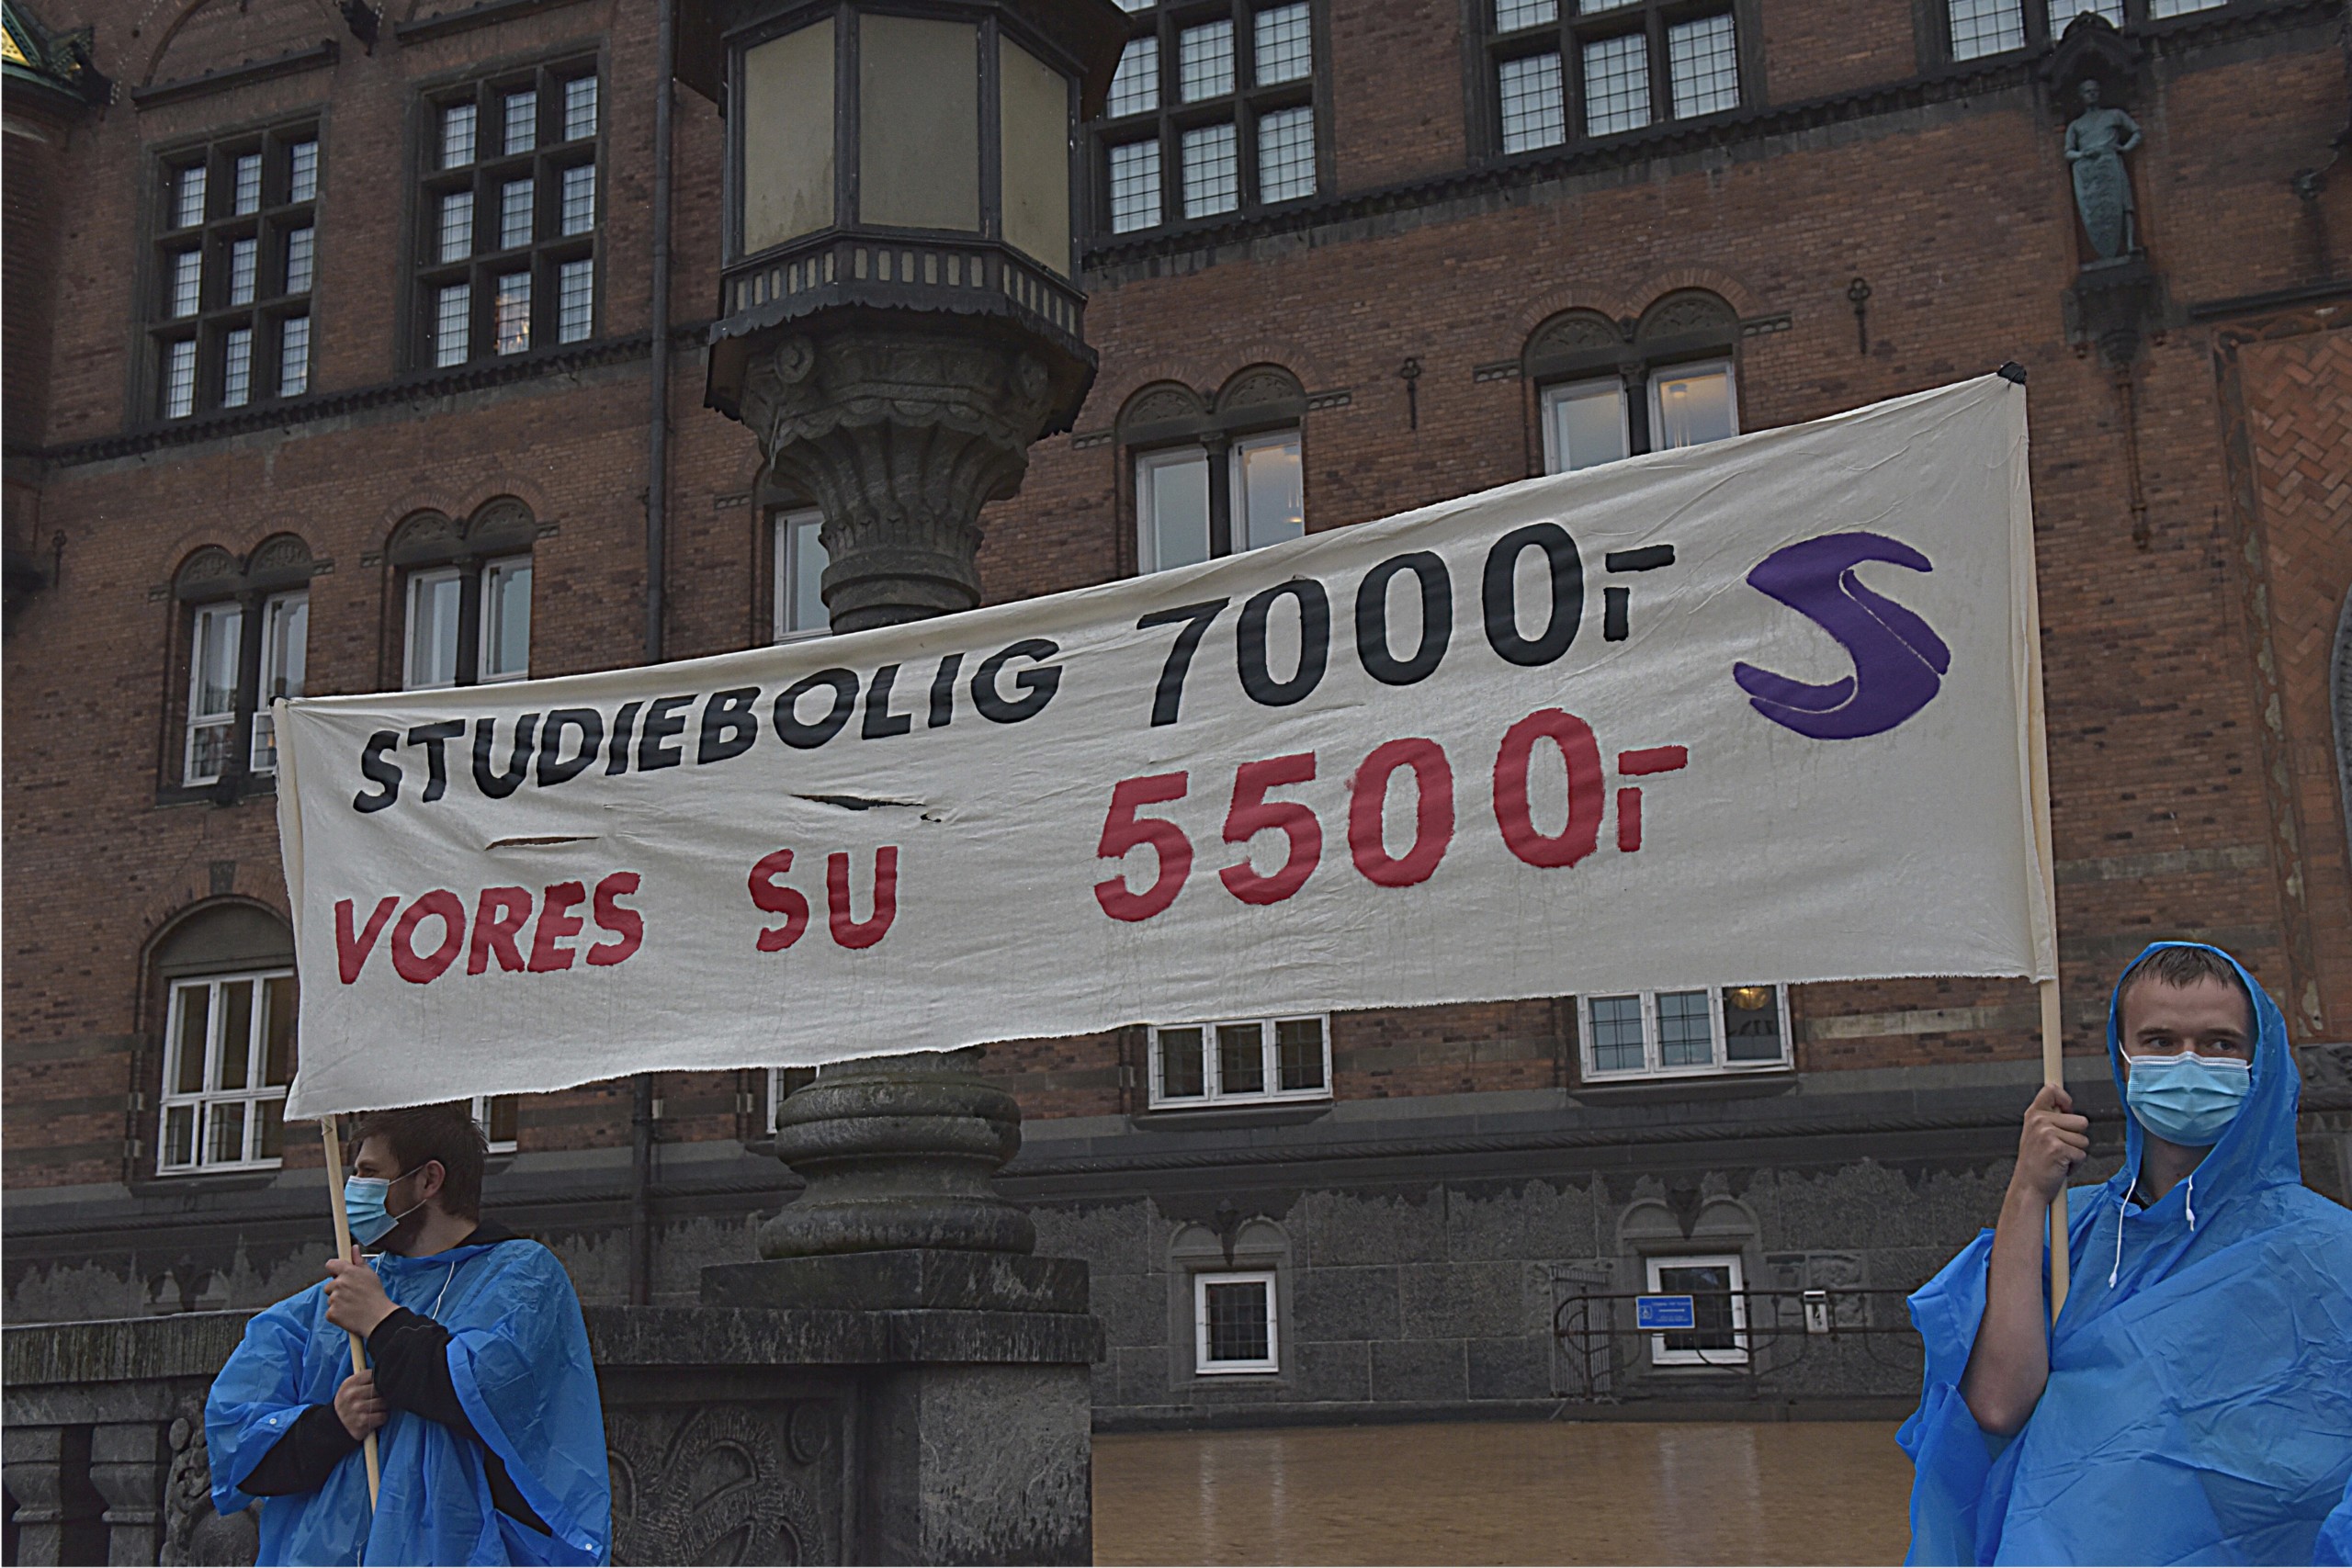 STUDIEBOLIG 7000,-
VORES SU 5500,-
S